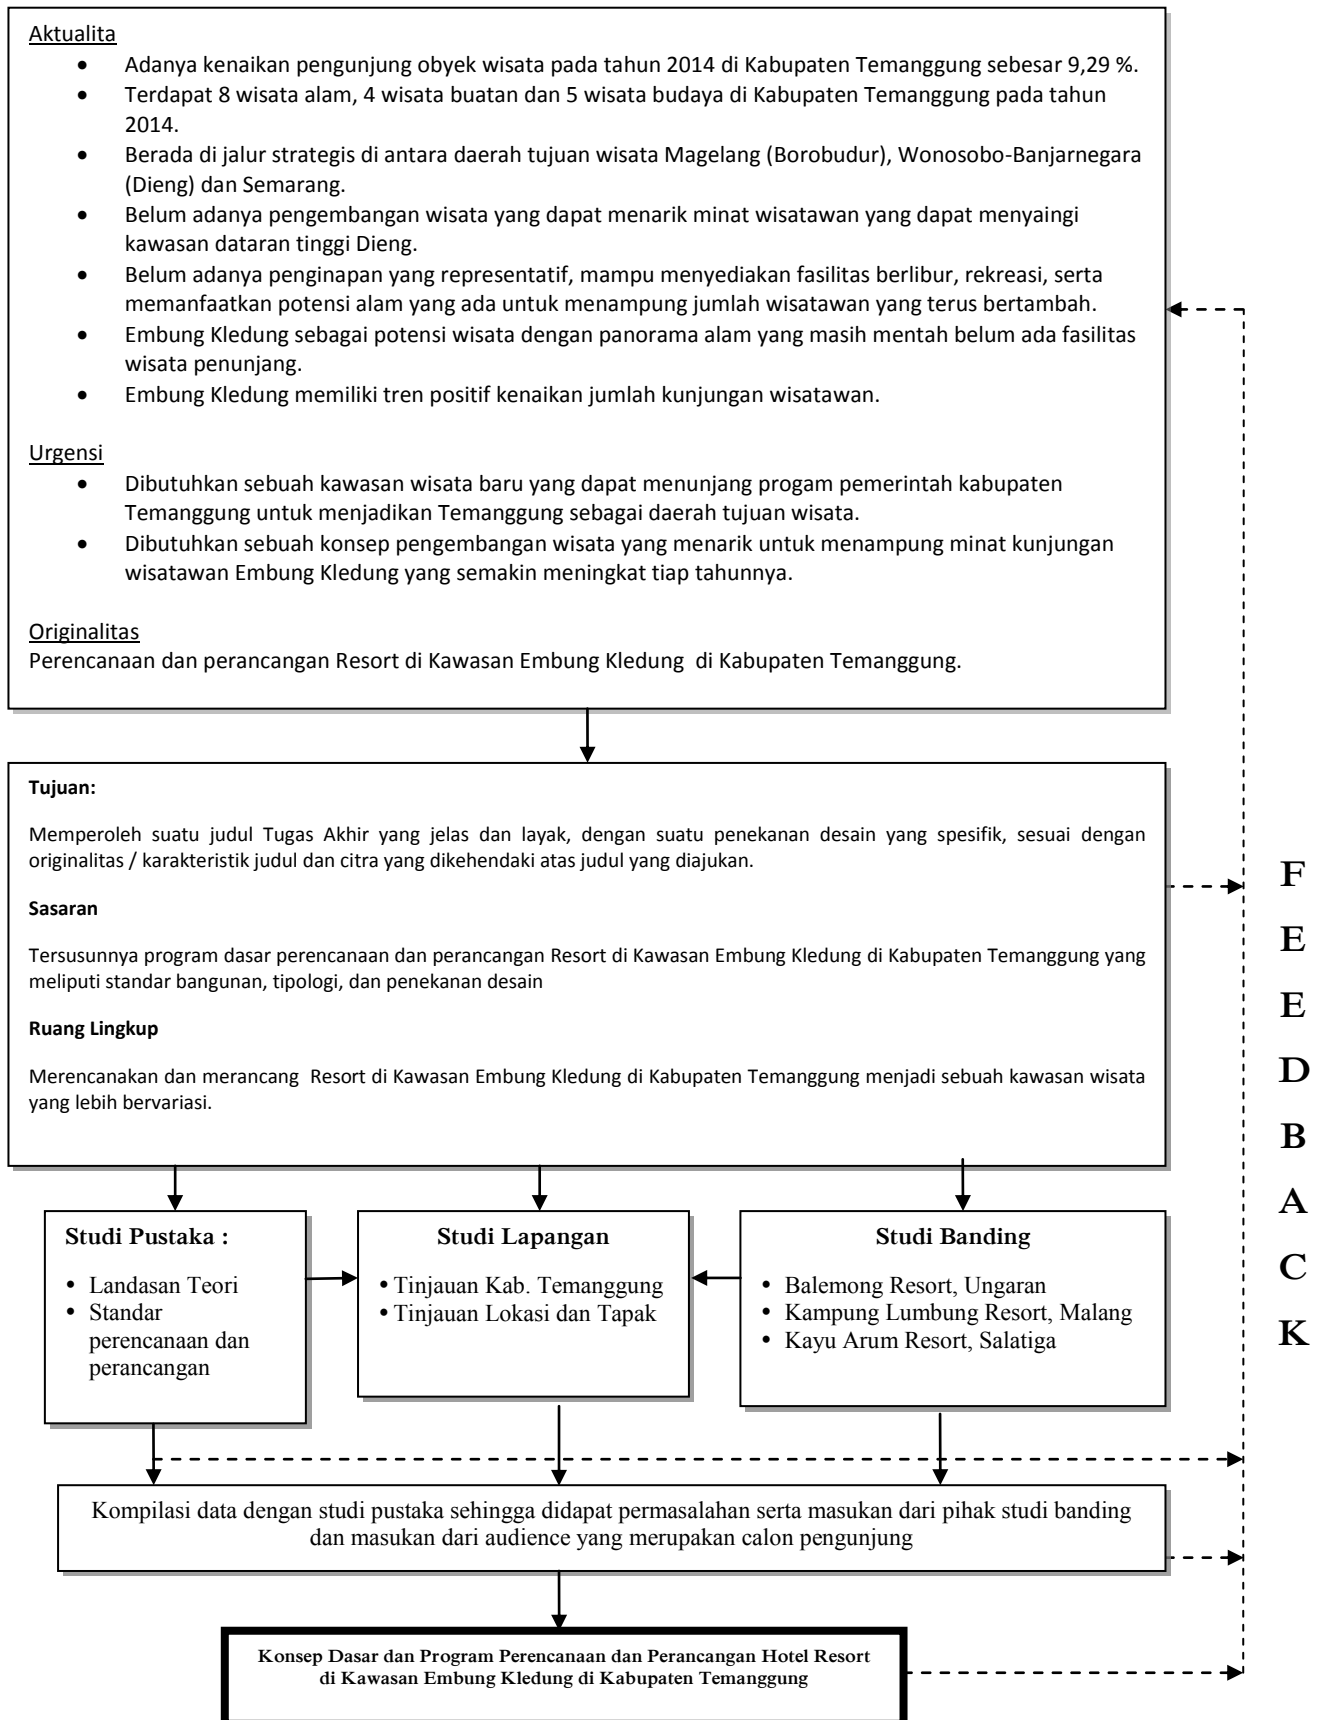 Aktualita
• Adanya kenaikan pengunjung obyek wisata pada tahun 2014 di Kabupaten Temanggung sebesar 9,29 %.
• Terdapat 8 wisata alam, 4 wisata buatan dan 5 wisata budaya di Kabupaten Temanggung pada tahun
2014.
• Berada di jalur strategis di antara daerah tujuan wisata Magelang (Borobudur), Wonosobo-Banjarnegara
(Dieng) dan Semarang.
• Belum adanya pengembangan wisata yang dapat menarik minat wisatawan yang dapat menyaingi
kawasan dataran tinggi Dieng.
• Belum adanya penginapan yang representatif, mampu menyediakan fasilitas berlibur, rekreasi, serta
memanfaatkan potensi alam yang ada untuk menampung jumlah wisatawan yang terus bertambah.
• Embung Kledung sebagai potensi wisata dengan panorama alam yang masih mentah belum ada fasilitas
wisata penunjang.
• Embung Kledung memiliki tren positif kenaikan jumlah kunjungan wisatawan.
Urgensi
• Dibutuhkan sebuah kawasan wisata baru yang dapat menunjang progam pemerintah kabupaten
Temanggung untuk menjadikan Temanggung sebagai daerah tujuan wisata.
• Dibutuhkan sebuah konsep pengembangan wisata yang menarik untuk menampung minat kunjungan
wisatawan Embung Kledung yang semakin meningkat tiap tahunnya.
Originalitas
Perencanaan dan perancangan Resort di Kawasan Embung Kledung di Kabupaten Temanggung.
Tujuan:
Memperoleh suatu judul Tugas Akhir yang jelas dan layak, dengan suatu penekanan desain yang spesifik, sesuai dengan
originalitas / karakteristik judul dan citra yang dikehendaki atas judul yang diajukan.
Sasaran
Tersusunnya program dasar perencanaan dan perancangan Resort di Kawasan Embung Kledung di Kabupaten Temanggung yang
meliputi standar bangunan, tipologi, dan penekanan desain
Ruang Lingkup
Merencanakan dan merancang Resort di Kawasan Embung Kledung di Kabupaten Temanggung menjadi sebuah kawasan wisata
yang lebih bervariasi.
Studi Pustaka :
• Landasan Teori
• Standar
perencanaan dan
perancangan
Studi Lapangan
• Tinjauan Kab. Temanggung
• Tinjauan Lokasi dan Tapak
Studi Banding
• Balemong Resort, Ungaran
• Kampung Lumbung Resort, Malang
• Kayu Arum Resort, Salatiga
Kompilasi data dengan studi pustaka sehingga didapat permasalahan serta masukan dari pihak studi banding
dan masukan dari audience yang merupakan calon pengunjung
Konsep Dasar dan Program Perencanaan dan Perancangan Hotel Resort
di Kawasan Embung Kledung di Kabupaten Temanggung
F
E
E
D
B
A
C
K